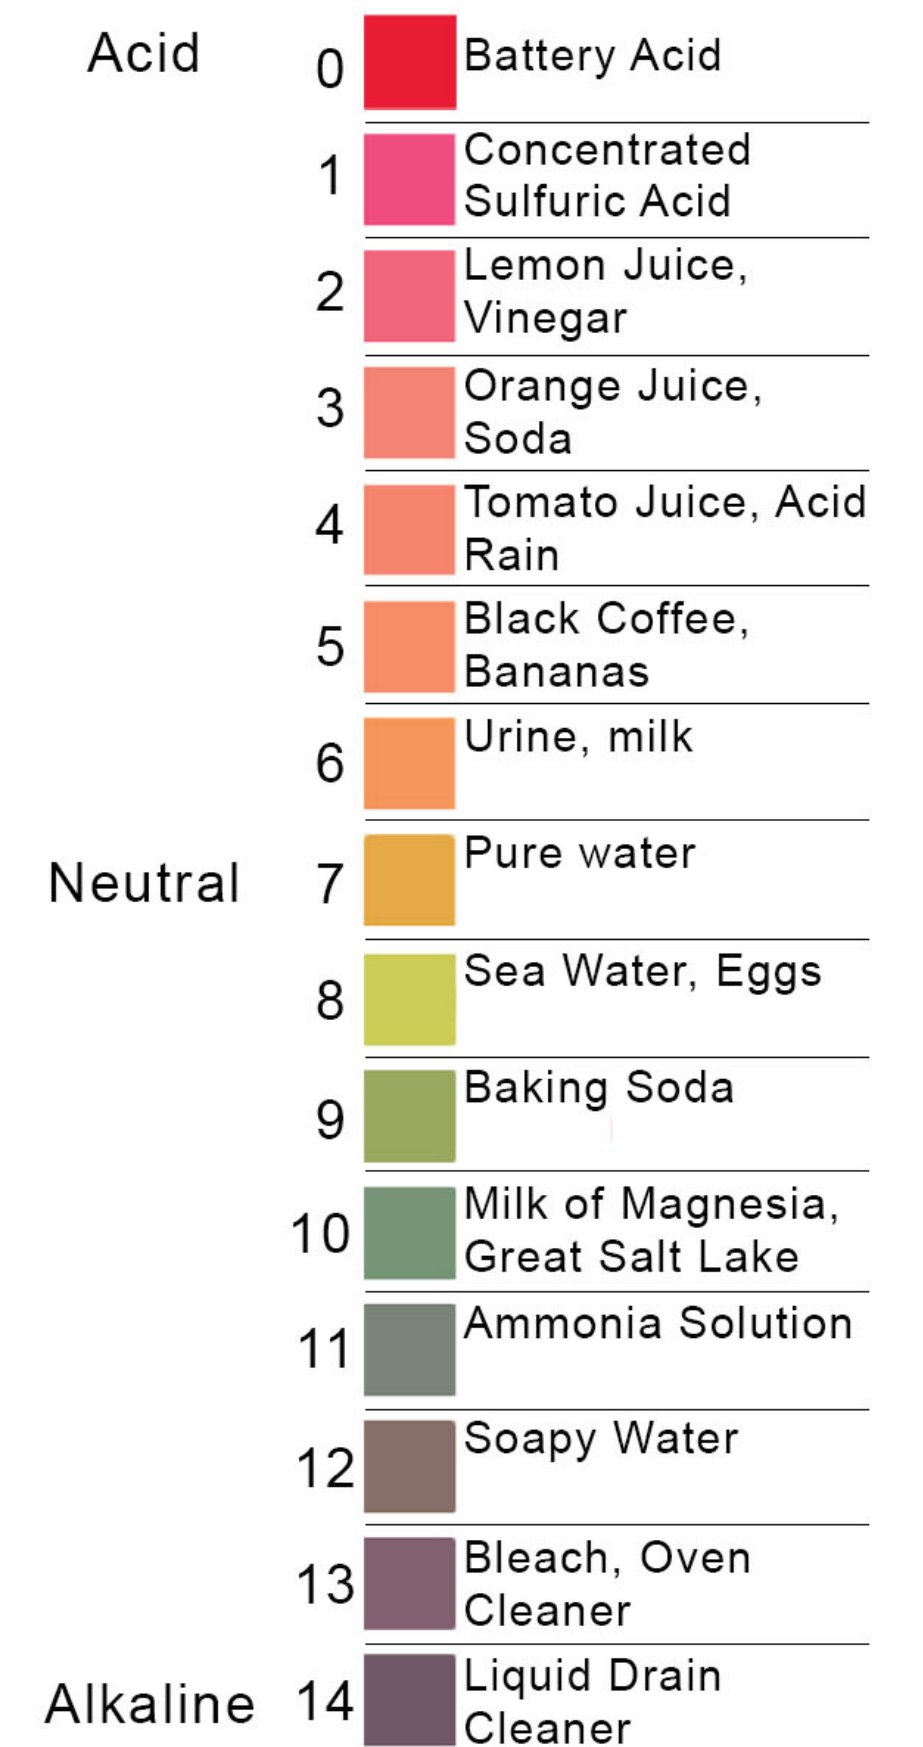 Acid 0 Battery Acid
1 Concentrated
Sulfuric Acid
2 Lemon Juice,
Vinegar
3 Orange Juice,
Soda
4 Tomato Juice, Acid
Rain
5 Black Coffee,
Bananas
6 Urine, milk
Neutral 7 Pure water
8 Sea Water, Eggs
9 Baking Soda
10 Milk of Magnesia,
Great Salt Lake
11 Ammonia Solution
12 Soapy Water
13 Bleach, Oven
Cleaner
Alkaline 14 Liquid Drain
Cleaner